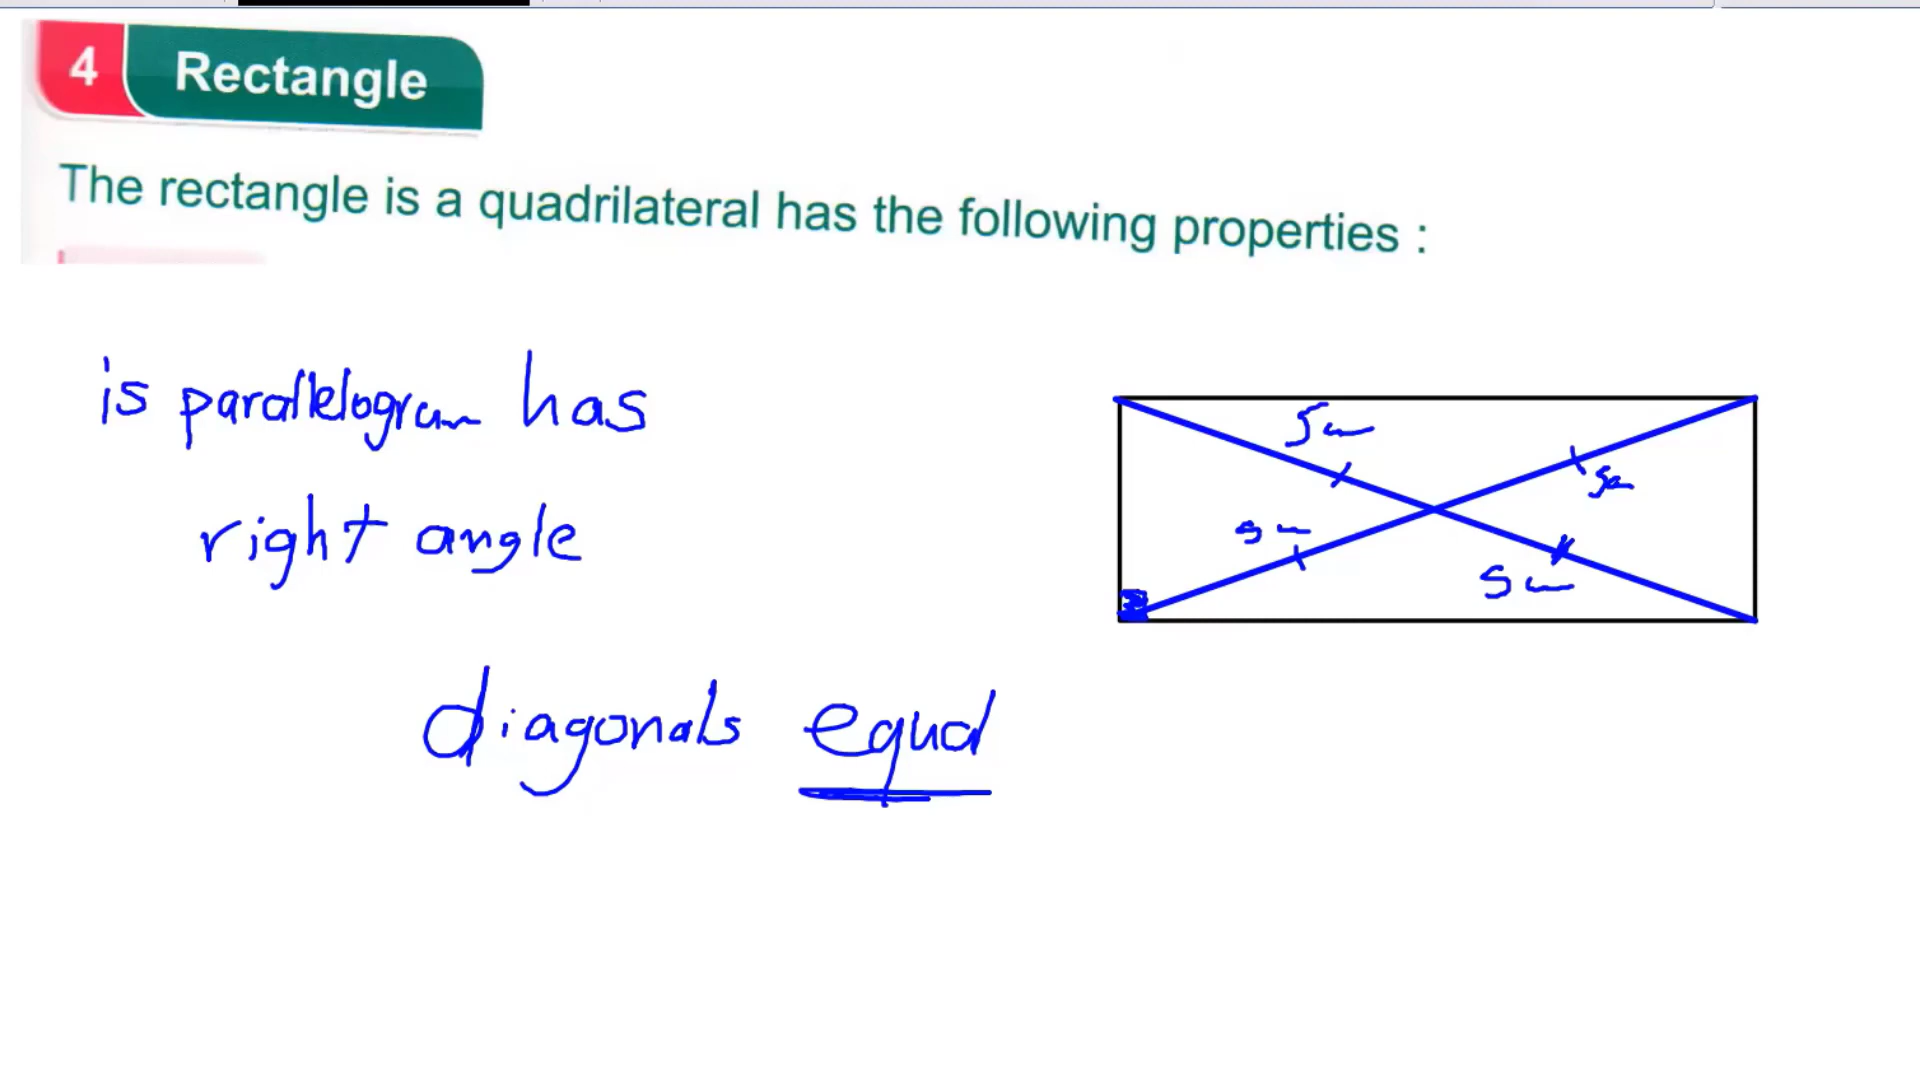 4 Rectangle
The rectangle is a quadrilateral has the following properties :
is parallelogram has
right angle
diagonals equal
5cm
5cm
5cm
5cm